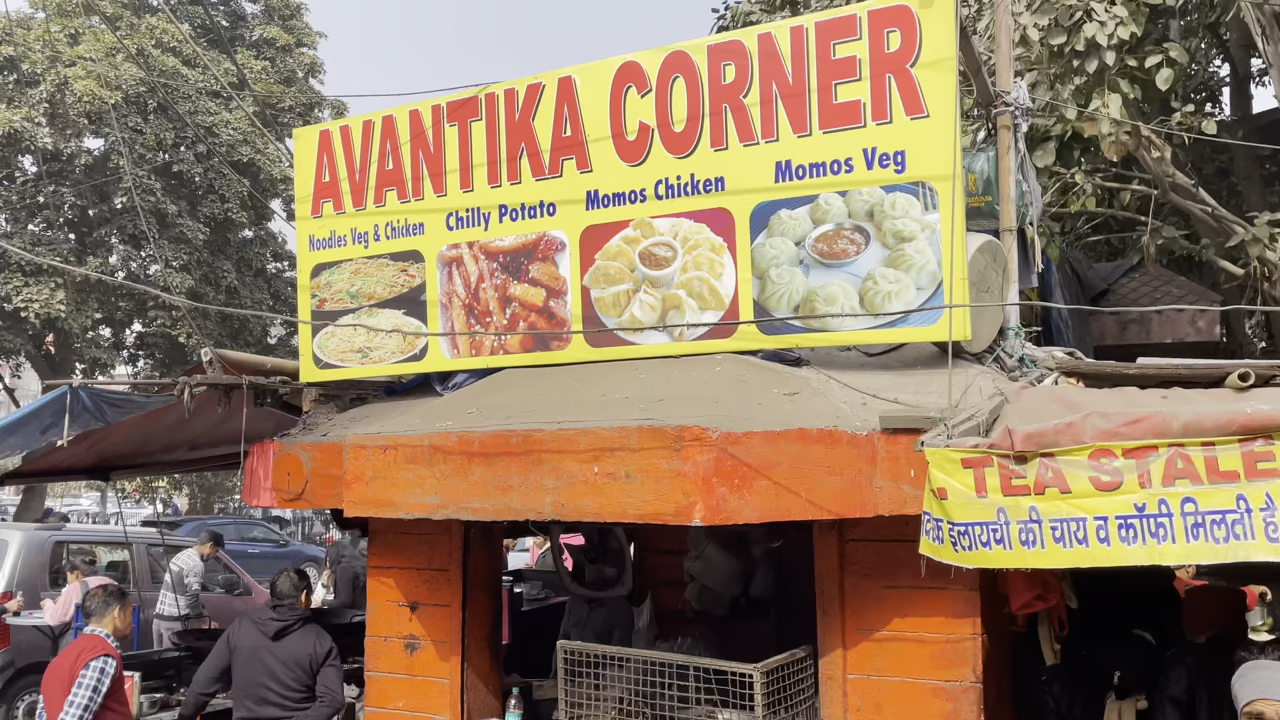 AVANTIKA CORNER
Noodles Veg & Chicken
Chilly Potato
Momos Chicken
Momos Veg
TEA STALE
इलायची की चाय व कॉफी मिलती है